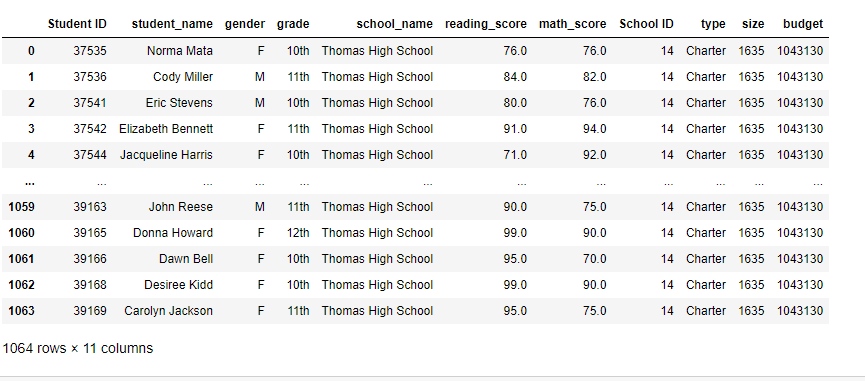 Student ID student_name gender grade school_name reading_score math_score School ID type size budget
0 37535 Norma Mata F 10th Thomas High School 76.0 76.0 14 Charter 1635 1043130
1 37536 Cody Miller M 11th Thomas High School 84.0 82.0 14 Charter 1635 1043130
2 37541 Eric Stevens M 10th Thomas High School 80.0 76.0 14 Charter 1635 1043130
3 37542 Elizabeth Bennett F 11th Thomas High School 91.0 94.0 14 Charter 1635 1043130
4 37544 Jacqueline Harris F 10th Thomas High School 71.0 92.0 14 Charter 1635 1043130
... ... ... ... ... ... ... ... ... ... ... ...
1059 39163 John Reese M 11th Thomas High School 90.0 75.0 14 Charter 1635 1043130
1060 39165 Donna Howard F 12th Thomas High School 99.0 90.0 14 Charter 1635 1043130
1061 39166 Dawn Bell F 10th Thomas High School 95.0 70.0 14 Charter 1635 1043130
1062 39168 Desiree Kidd F 10th Thomas High School 99.0 90.0 14 Charter 1635 1043130
1063 39169 Carolyn Jackson F 11th Thomas High School 95.0 75.0 14 Charter 1635 1043130
1064 rows × 11 columns